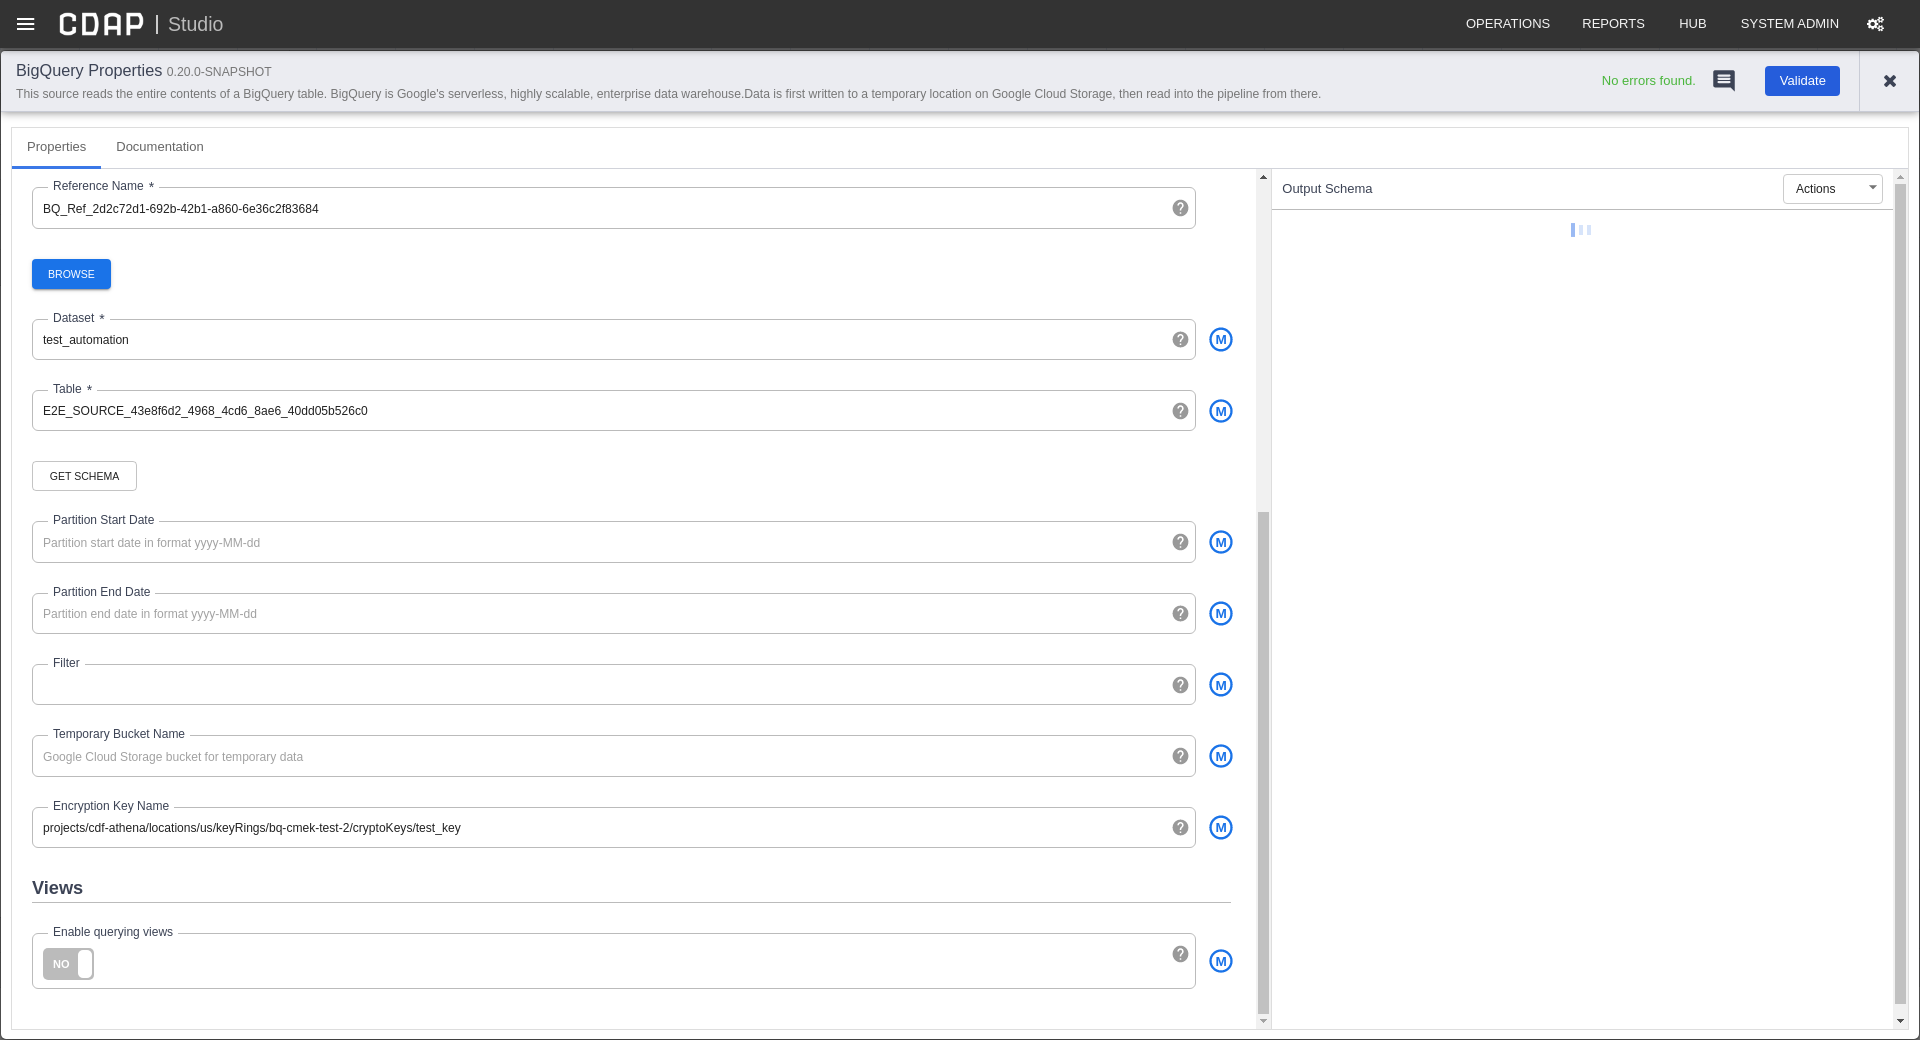 CDAP | Studio OPERATIONS REPORTS HUB SYSTEM ADMIN
BigQuery Properties 0.20.0-SNAPSHOT
This source reads the entire contents of a BigQuery table. BigQuery is Google's serverless, highly scalable, enterprise data warehouse.Data is first written to a temporary location on Google Cloud Storage, then read into the pipeline from there.
No errors found. Validate
Properties Documentation
Reference Name *
BQ_Ref_2d2c72d1-692b-42b1-a860-6e36c2f83684
?
BROWSE
Dataset *
test_automation
? M
Table *
E2E_SOURCE_43e8f6d2_4968_4cd6_8ae6_40dd05b526c0
? M
GET SCHEMA
Partition Start Date
Partition start date in format yyyy-MM-dd
? M
Partition End Date
Partition end date in format yyyy-MM-dd
? M
Filter
? M
Temporary Bucket Name
Google Cloud Storage bucket for temporary data
? M
Encryption Key Name
projects/cdf-athena/locations/us/keyRings/bq-cmek-test-2/cryptoKeys/test_key
? M
Views
Enable querying views
NO
? M
Output Schema
Actions